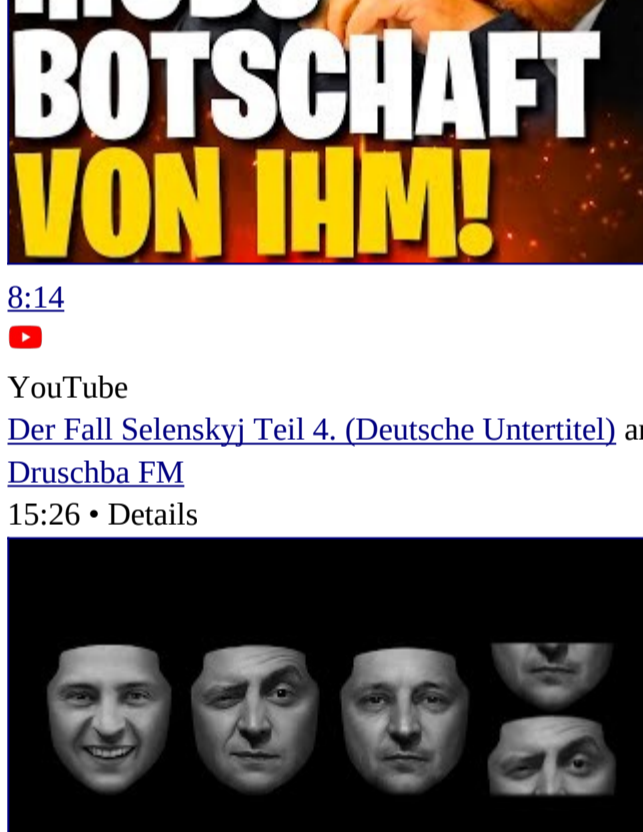 BOTSCHAFT
VON IHM!
8:14
YouTube
Der Fall Selenskyj Teil 4. (Deutsche Untertitel)
Druschba FM
15:26 • Details